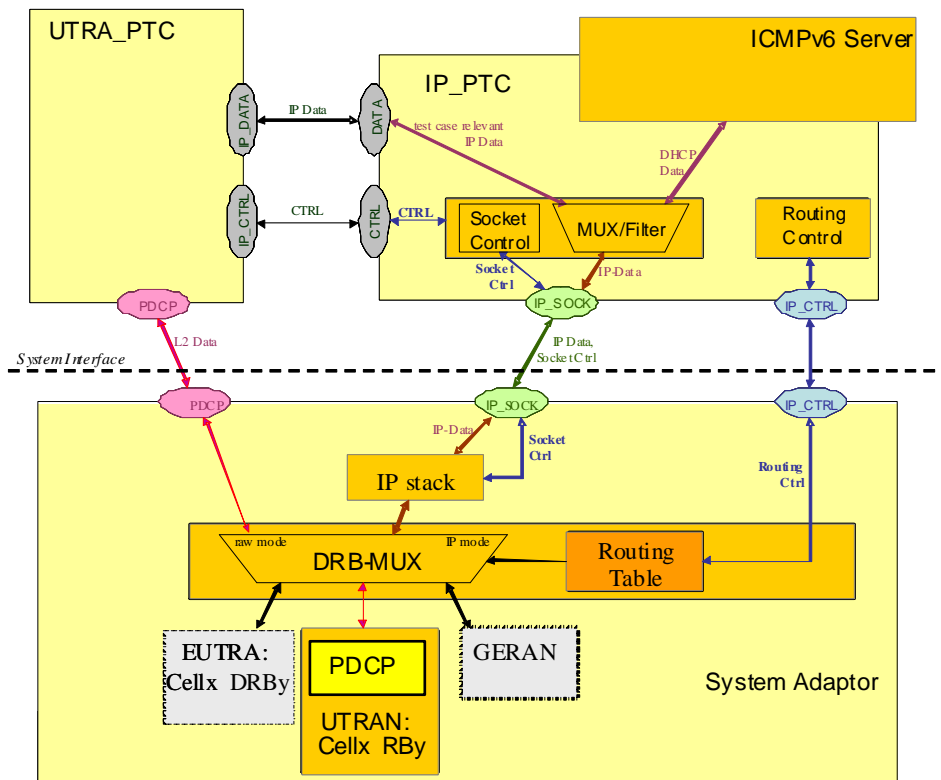 UTRA_PTC
ICMPv6 Server
IP_PTC
IP_DATA
IP Data
DATA
test case relevant
IP Data
DHCP
Data
IP_CTRL
CTRL
CTRL
CTRL
Socket
Control
MUX/Filter
Routing
Control
Socket
Ctrl
IP-Data
PDCP
IP_SOCK
IP_CTRL
L2 Data
IP Data,
Socket Ctrl
System Interface
PDCP
IP_SOCK
IP_CTRL
IP-Data
Socket
Ctrl
Routing
Ctrl
IP stack
raw mode
IP mode
DRB-MUX
Routing
Table
EUTRA:
Cellx DRBy
PDCP
UTRAN:
Cellx RBy
GERAN
System Adaptor